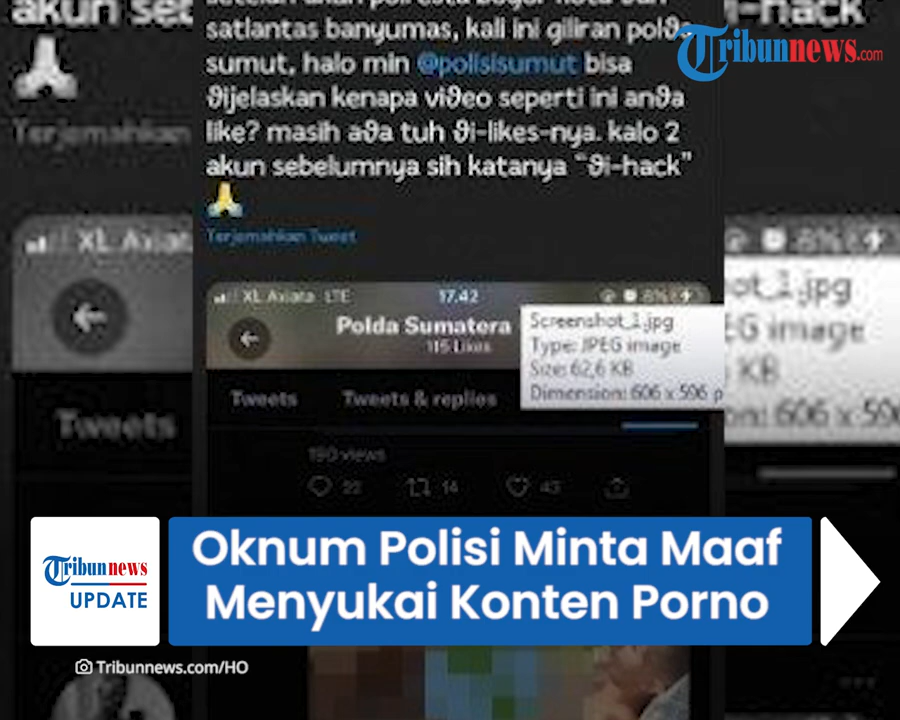 satlantas banyumas, kali ini giliran polda
sumut, halo min @polisisumut bisa
dijelaskan kenapa video seperti ini anda
like? masih ada tuh di-likes-nya. kalo 2
akun sebelumnya sih katanya “di-hack”
🙏
Terjemahkan Tweet
Tribunnews.com
XL Axiata LTE
17.42
Polda Sumatera
115 Likes
Screenshot_1.jpg
Type: JPEG image
Size: 62,6 KB
Dimension: 606 x 596 p
Tweets
Tweets & replies
190 views
22
14
43
Tribunnews
UPDATE
Oknum Polisi Minta Maaf
Menyukai Konten Porno
Tribunnews.com/HO